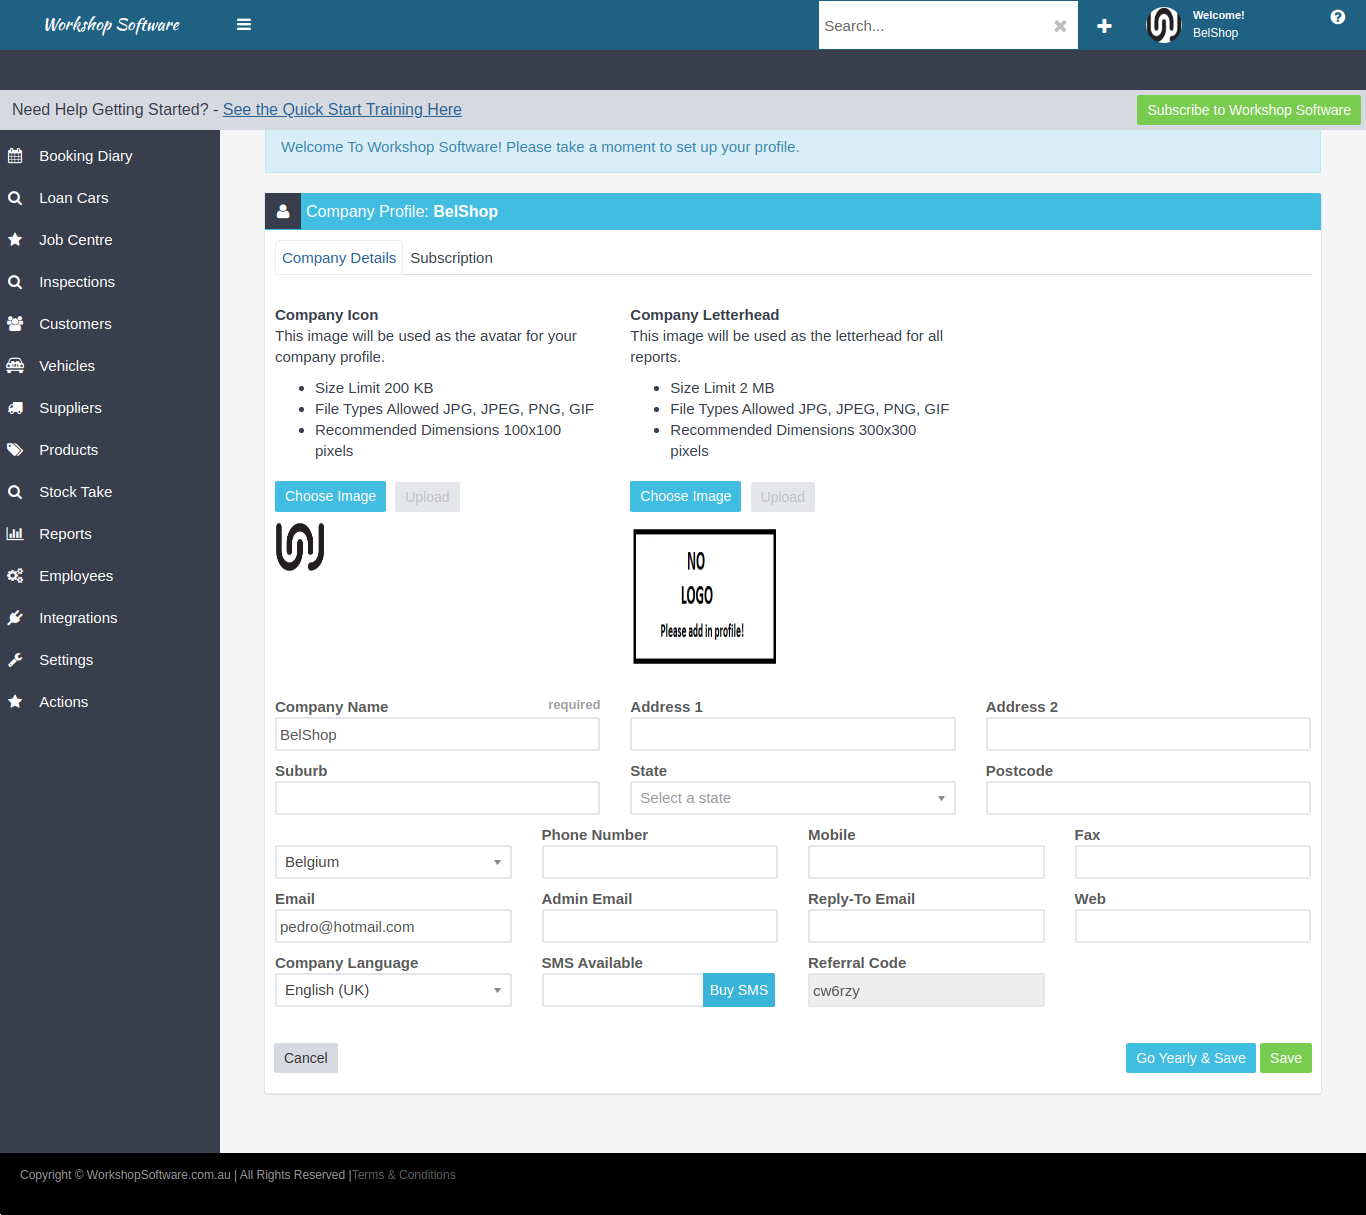 Workshop Software
Search...
Welcome!
BelShop
Need Help Getting Started? - See the Quick Start Training Here
Subscribe to Workshop Software
Booking Diary
Loan Cars
Job Centre
Inspections
Customers
Vehicles
Suppliers
Products
Stock Take
Reports
Employees
Integrations
Settings
Actions
Welcome To Workshop Software! Please take a moment to set up your profile.
Company Profile: BelShop
Company Details Subscription
Company Icon
This image will be used as the avatar for your
company profile.
• Size Limit 200 KB
• File Types Allowed JPG, JPEG, PNG, GIF
• Recommended Dimensions 100x100
pixels
Choose Image Upload
Company Letterhead
This image will be used as the letterhead for all
reports.
• Size Limit 2 MB
• File Types Allowed JPG, JPEG, PNG, GIF
• Recommended Dimensions 300x300
pixels
Choose Image Upload
NO
LOGO
Please add in profile!
Company Name required Address 1 Address 2
BelShop
Suburb State Postcode
Select a state
Phone Number Mobile Fax
Belgium
Email Admin Email Reply-To Email Web
pedro@hotmail.com
Company Language SMS Available Referral Code
English (UK) Buy SMS cw6rzy
Cancel Go Yearly & Save Save
Copyright © WorkshopSoftware.com.au | All Rights Reserved |Terms & Conditions